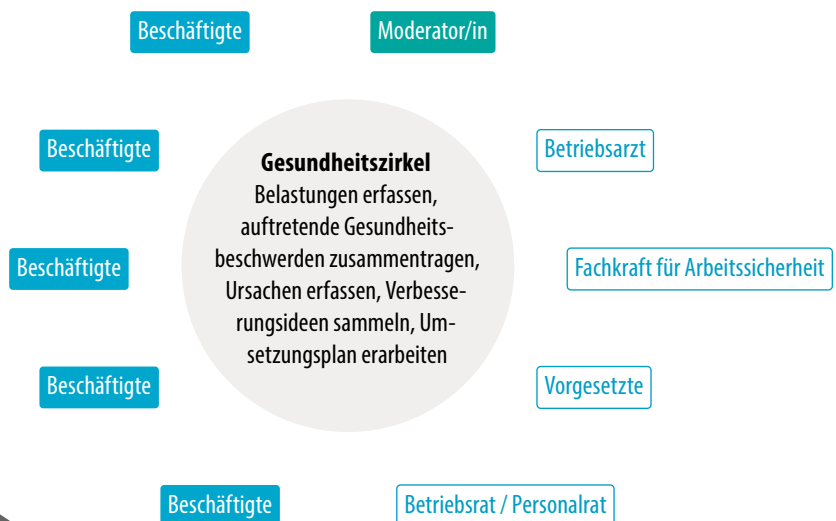 Beschäftigte
Moderator/in
Beschäftigte
Betriebsarzt
Gesundheitszirkel
Belastungen erfassen,
auftretende Gesundheits-
beschwerden zusammentragen,
Ursachen erfassen, Verbesse-
rungsideen sammeln, Um-
setzungsplan erarbeiten
Beschäftigte
Fachkraft für Arbeitssicherheit
Beschäftigte
Vorgesetzte
Beschäftigte
Betriebsrat / Personalrat